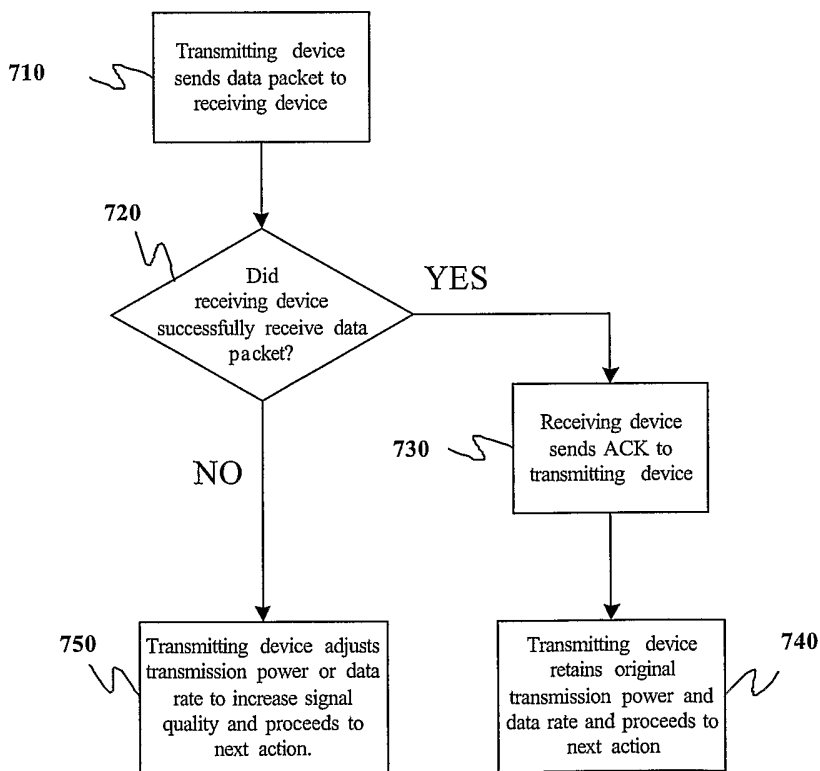 710
Transmitting device
sends data packet to
receiving device
720
Did
receiving device
successfully receive data
packet?
YES
NO
730
Receiving device
sends ACK to
transmitting device
750
Transmitting device adjusts
transmission power or data
rate to increase signal
quality and proceeds to
next action.
Transmitting device
retains original
transmission power and
data rate and proceeds to
next action
740